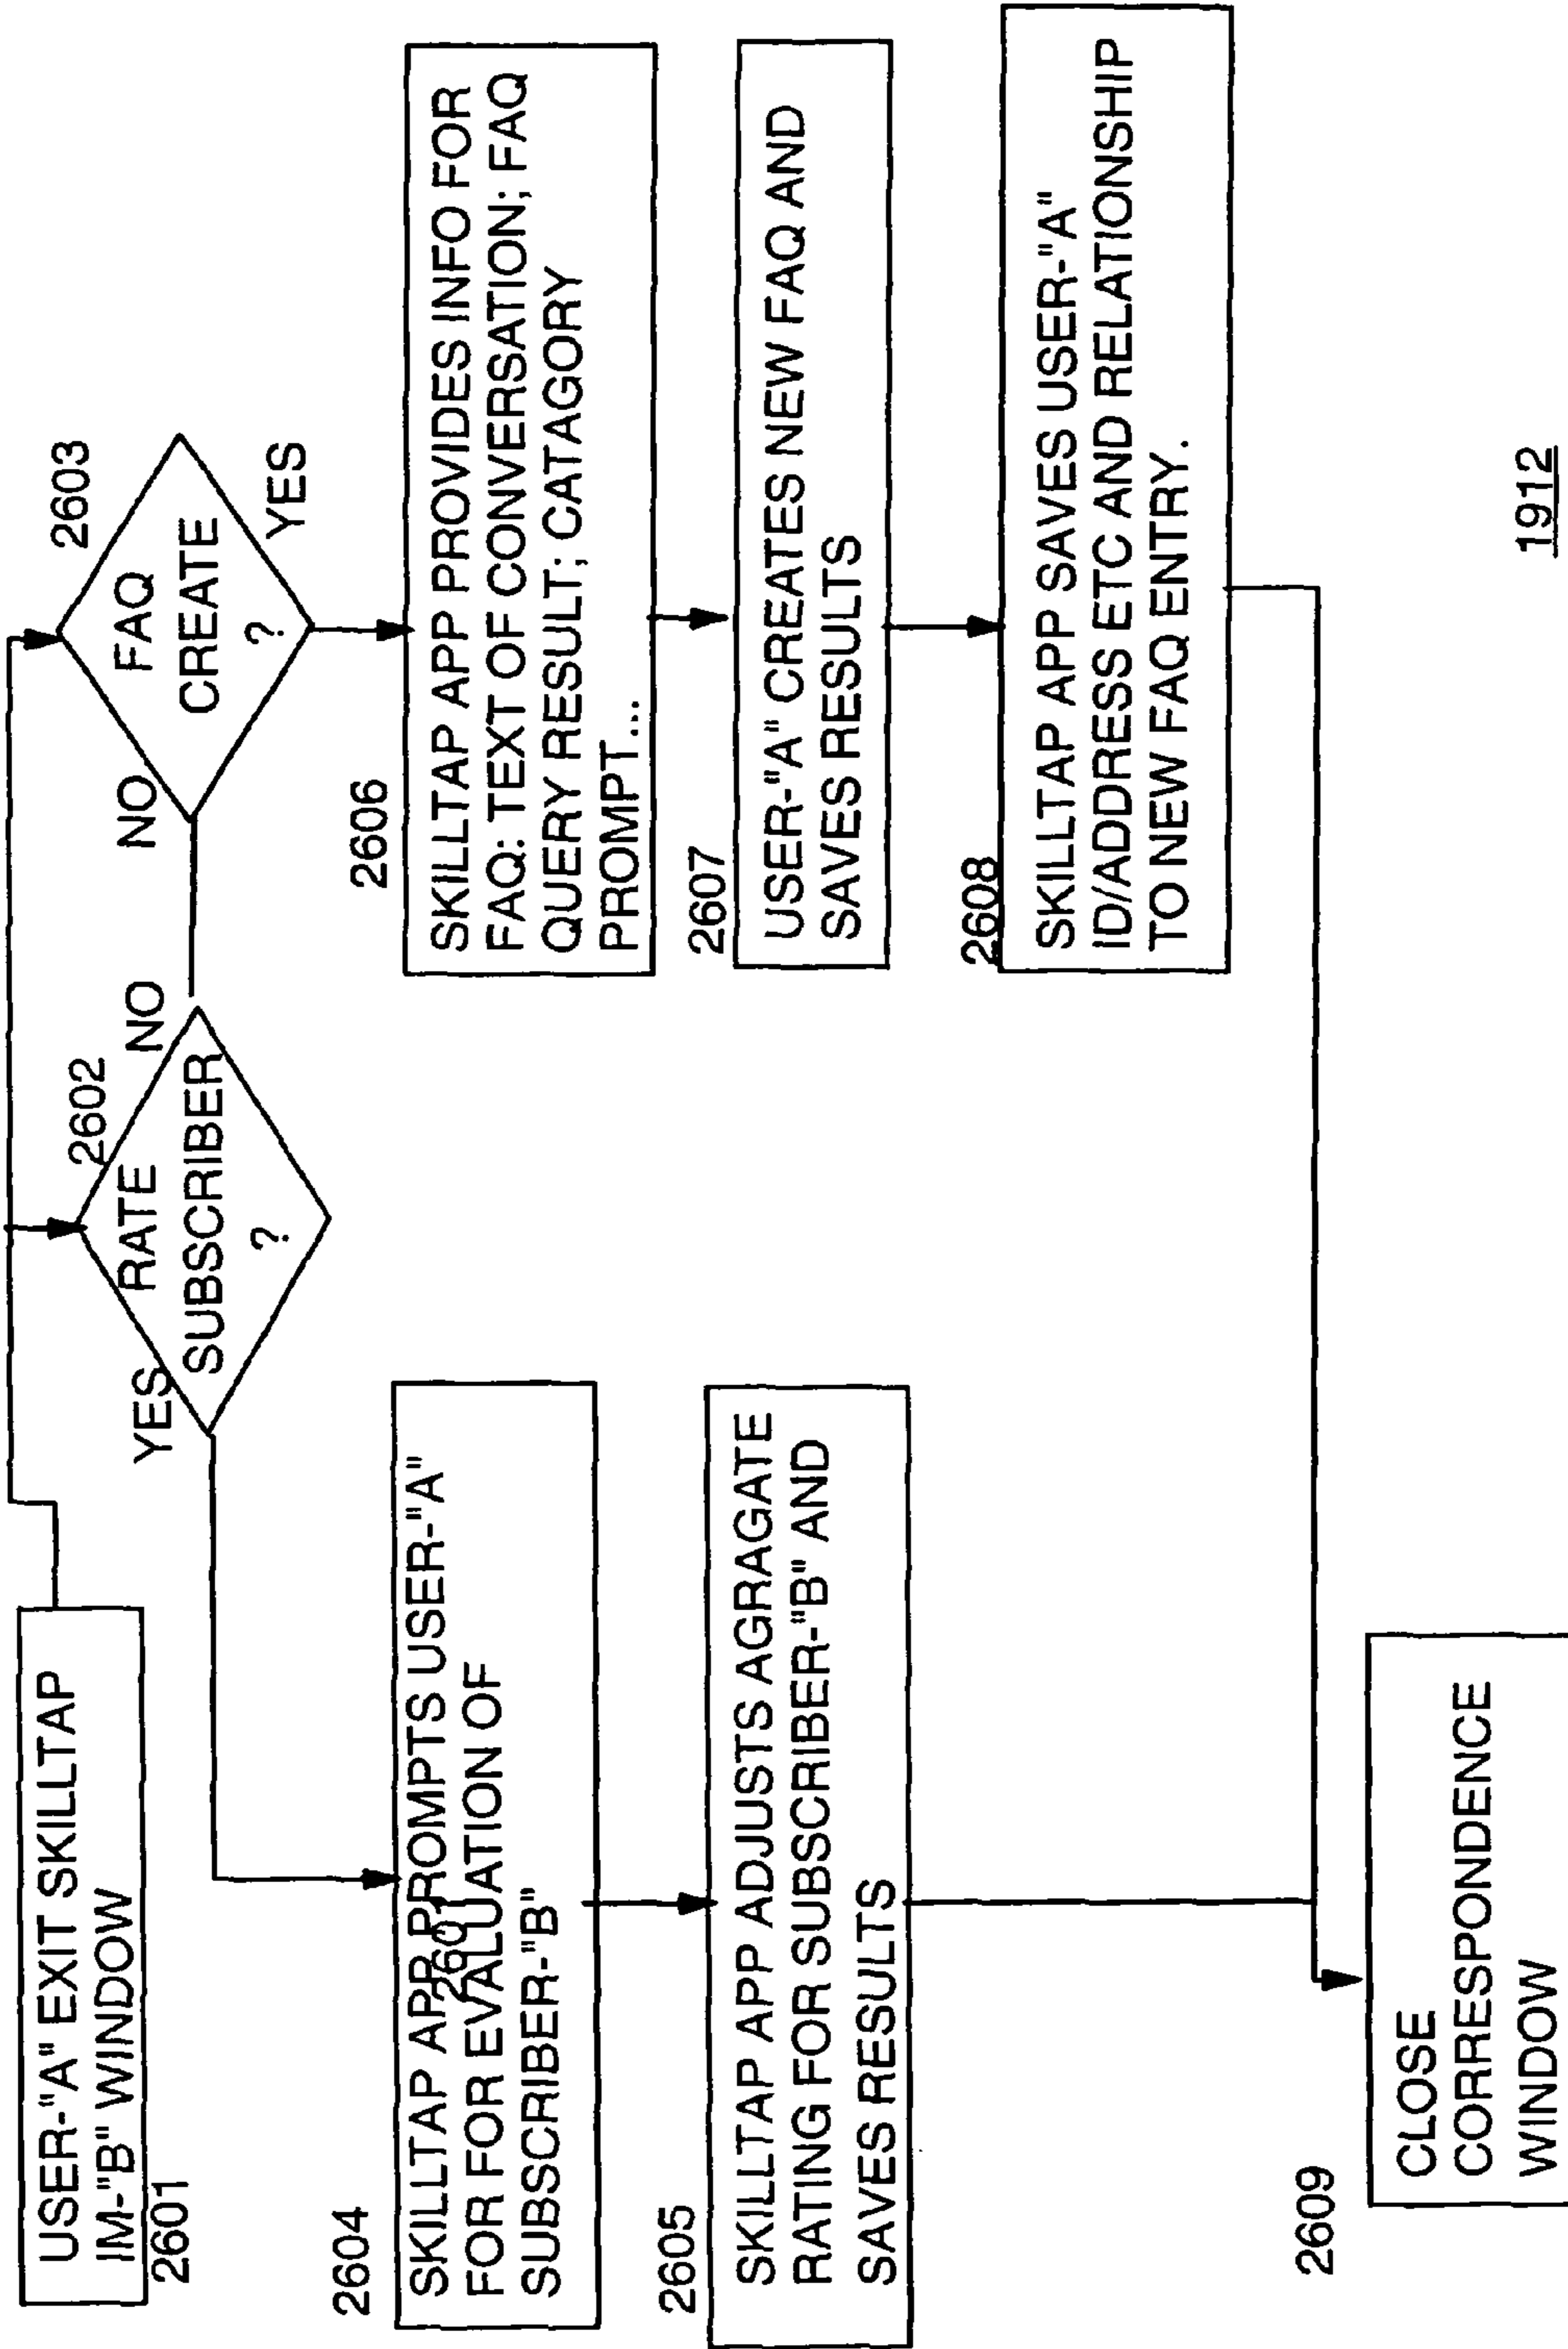 USER-"A" EXIT SKILLTAP
IM-"B" WINDOW
2601
2602
RATE
SUBSCRIBER
?
YES
NO
2603
FAQ
CREATE
?
NO
YES
2604
SKILLTAP APP PROMPTS USER-"A"
2601
FOR FOR EVALUATION OF
SUBSCRIBER-"B"
2605
SKILLTAP APP ADJUSTS AGRAGATE
RATING FOR SUBSCRIBER-"B" AND
SAVES RESULTS
2606
SKILLTAP APP PROVIDES INFO FOR
FAQ: TEXT OF CONVERSATION; FAQ
QUERY RESULT; CATAGORY
PROMPT...
2607
USER-"A" CREATES NEW FAQ AND
SAVES RESULTS
2608
SKILLTAP APP SAVES USER-"A"
ID/ADDRESS ETC AND RELATIONSHIP
TO NEW FAQ ENTRY.
2609
CLOSE
CORRESPONDENCE
WINDOW
1912